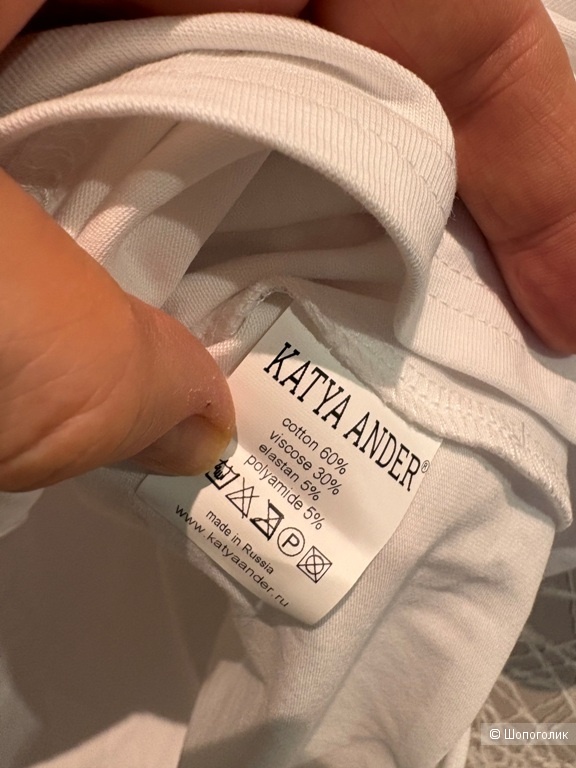 KATYA ANDER®
cotton 60%
viscose 30%
elastan 5%
polyamide 5%
P
made in Russia
www.katyaander.ru
© Шопоголик